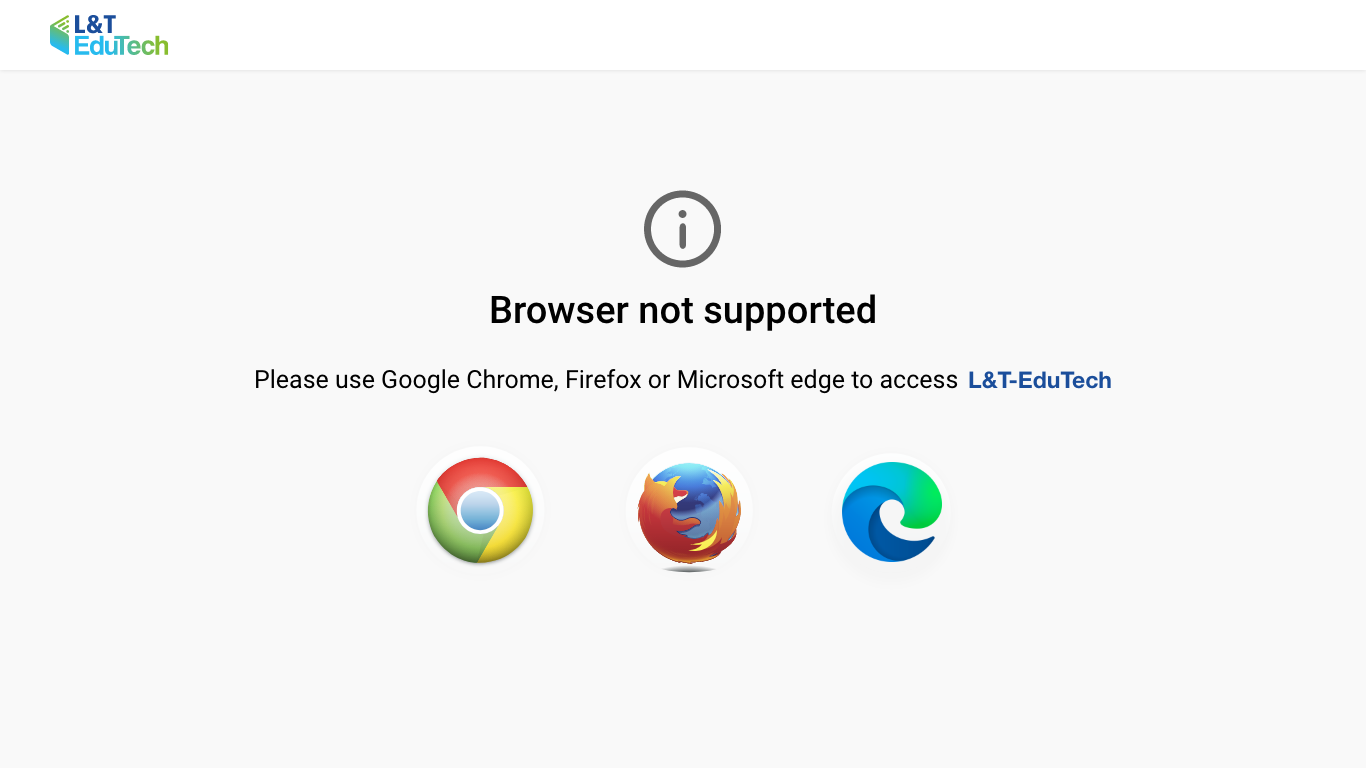 L&T
EduTech
Browser not supported
Please use Google Chrome, Firefox or Microsoft edge to access L&T-EduTech